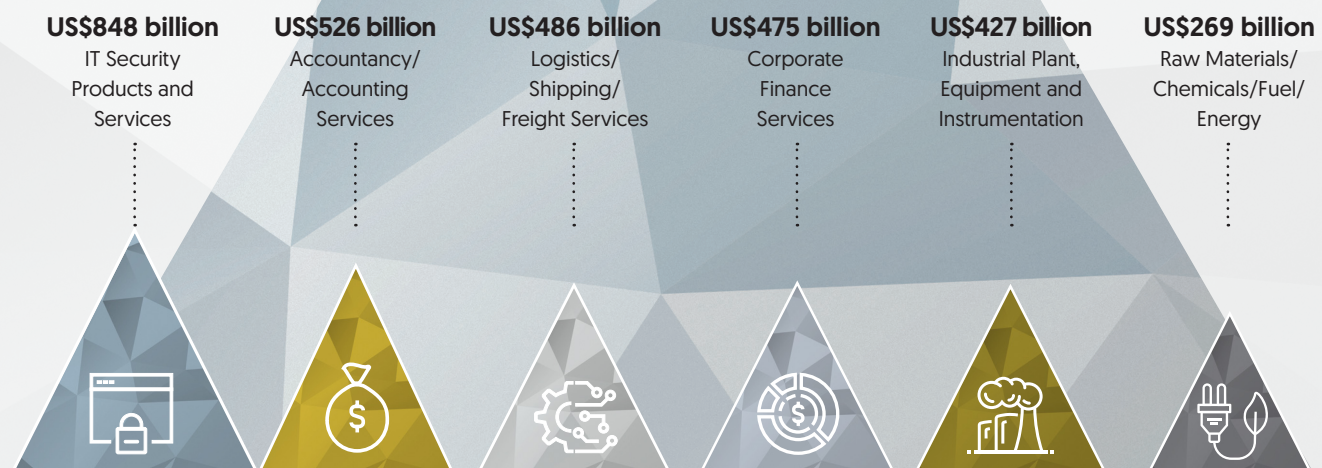 US$848 billion
IT Security
Products and
Services
US$526 billion
Accountancy/
Accounting
Services
US$486 billion
Logistics/
Shipping/
Freight Services
US$475 billion
Corporate
Finance
Services
US$427 billion
Industrial Plant,
Equipment and
Instrumentation
US$269 billion
Raw Materials/
Chemicals/Fuel/
Energy
$
$